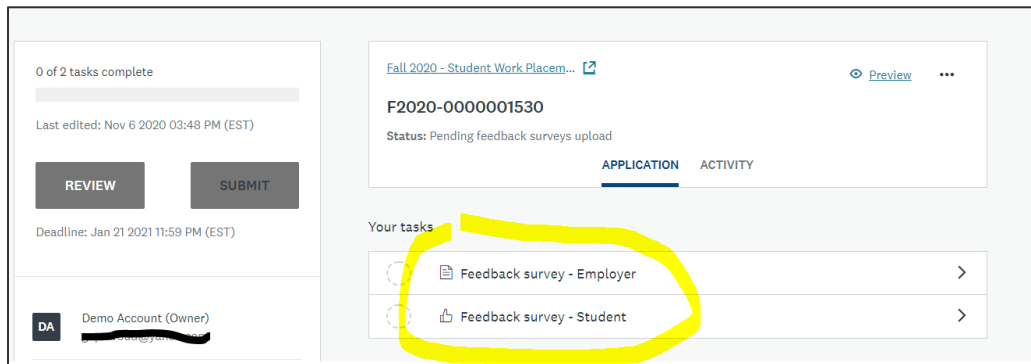 0 of 2 tasks complete
Last edited: Nov 6 2020 03:48 PM (EST)
REVIEW
SUBMIT
Deadline: Jan 21 2021 11:59 PM (EST)
DA
Demo Account (Owner)
Fall 2020 - Student Work Placem...
Preview
F2020-0000001530
Status: Pending feedback surveys upload
APPLICATION
ACTIVITY
Your tasks
Feedback survey - Employer
Feedback survey - Student